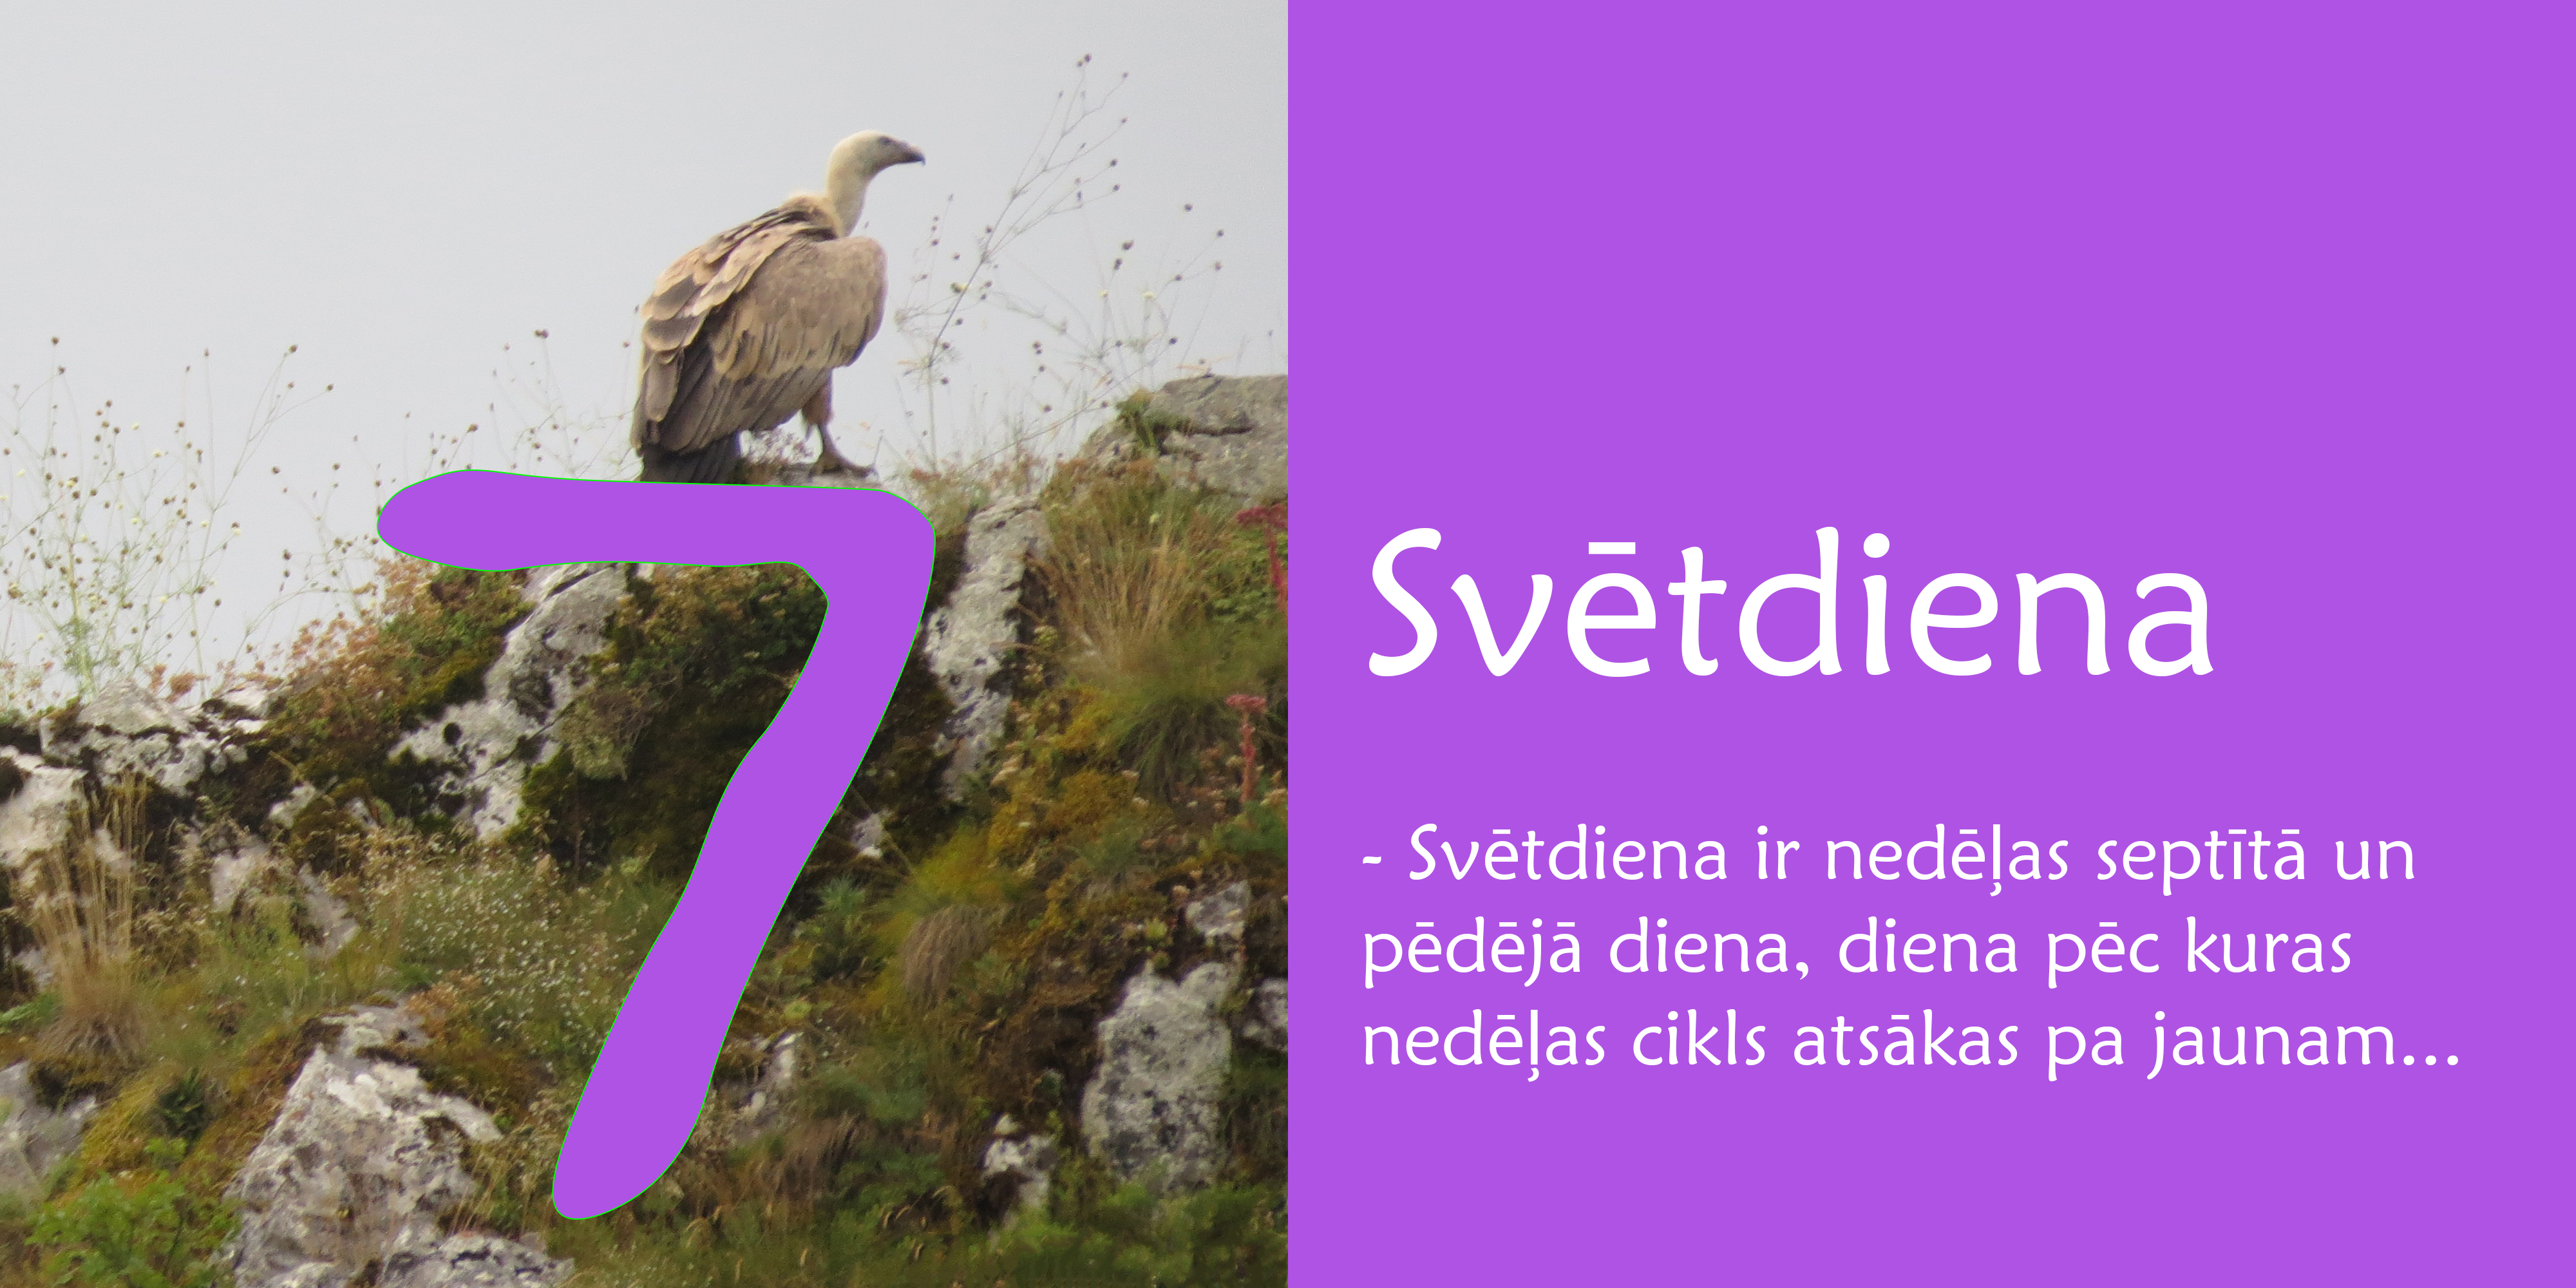 7
Svētdiena
- Svētdiena ir nedēļas septītā un
pēdējā diena, diena pēc kuras
nedēļas cikls atsākas pa jaunam...